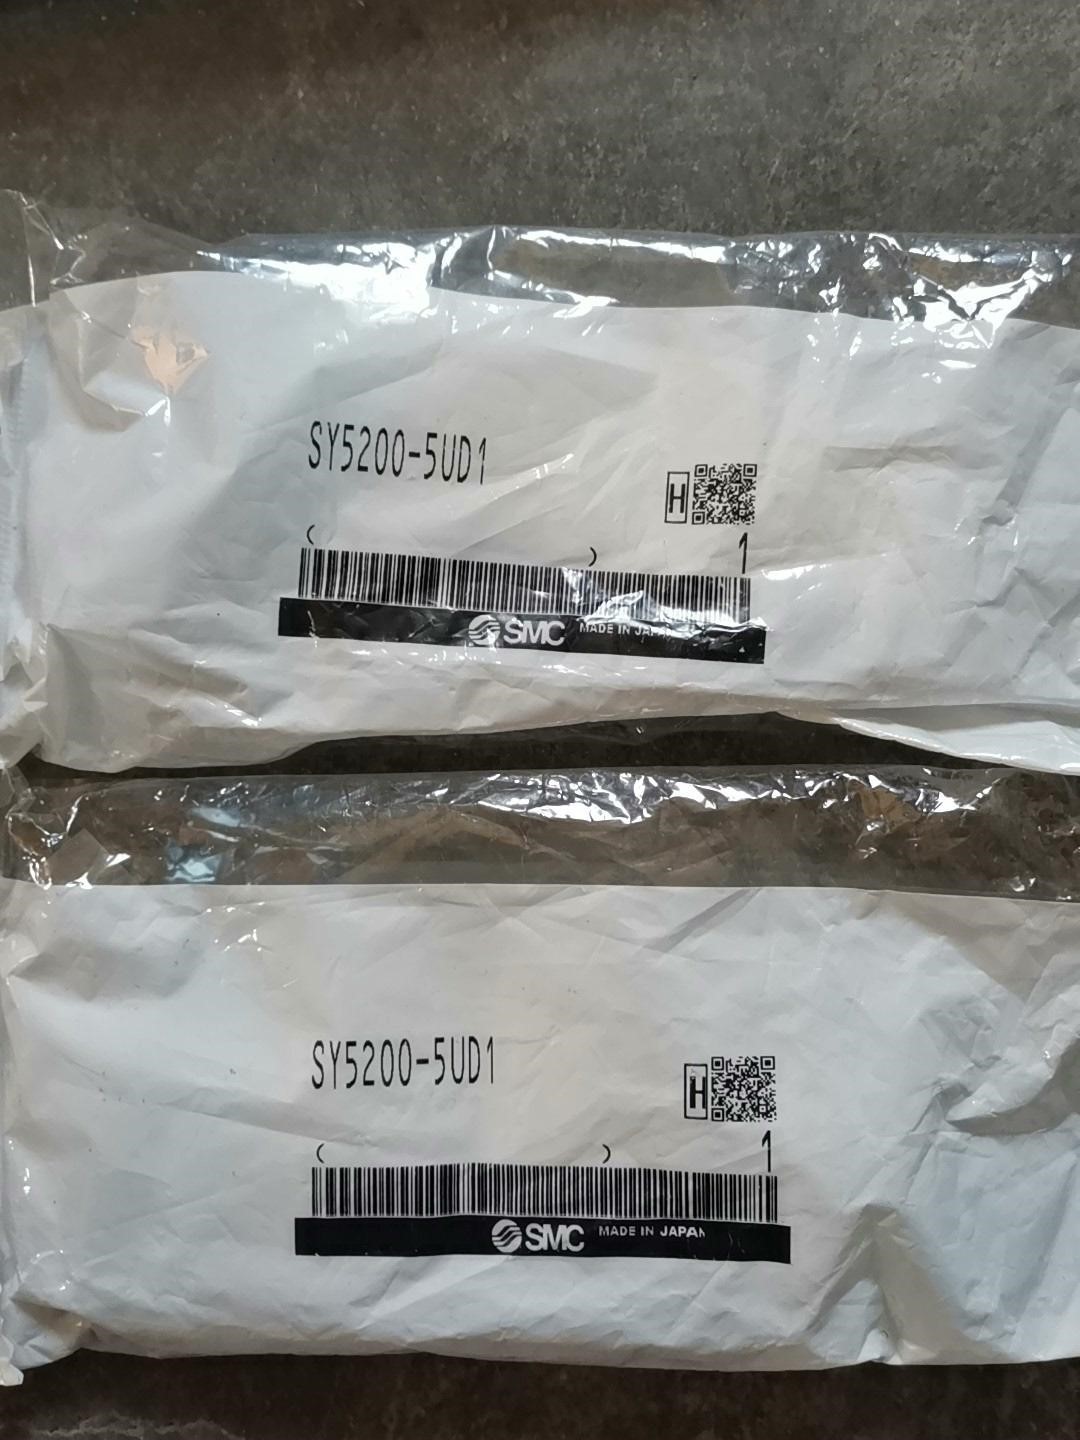 SY5200-5UD1
H
( ) 1
SMC MADE IN JAPAN
SY5200-5UD1
H
( ) 1
SMC MADE IN JAPAN